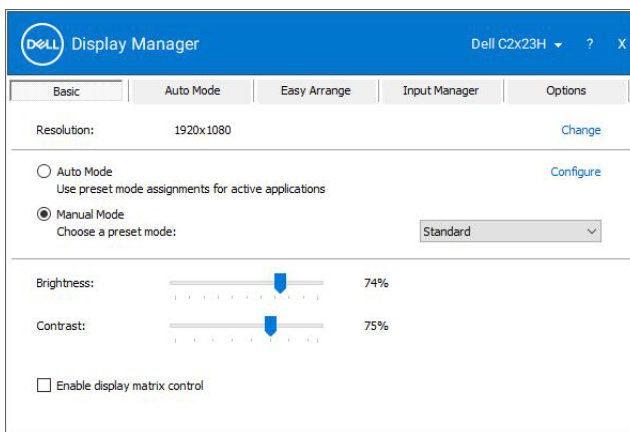 DELL Display Manager Dell C2x23H ? X
Basic Auto Mode Easy Arrange Input Manager Options
Resolution: 1920x1080 Change
Auto Mode Configure
Use preset mode assignments for active applications
Manual Mode
Choose a preset mode: Standard
Brightness: 74%
Contrast: 75%
Enable display matrix control